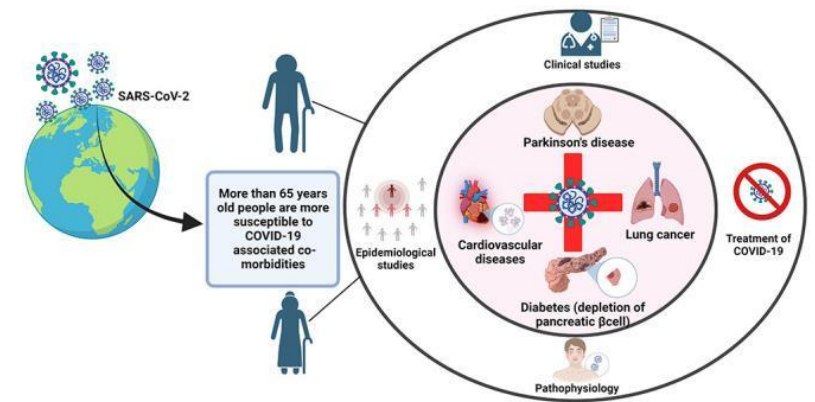 SARS-CoV-2
More than 65 years
old people are more
susceptible to
COVID-19
associated co-
morbidities
Clinical studies
Parkinson's disease
Epidemiological
studies
Cardiovascular
diseases
Lung cancer
Treatment of
COVID-19
Diabetes (depletion of
pancreatic βcell)
Pathophysiology